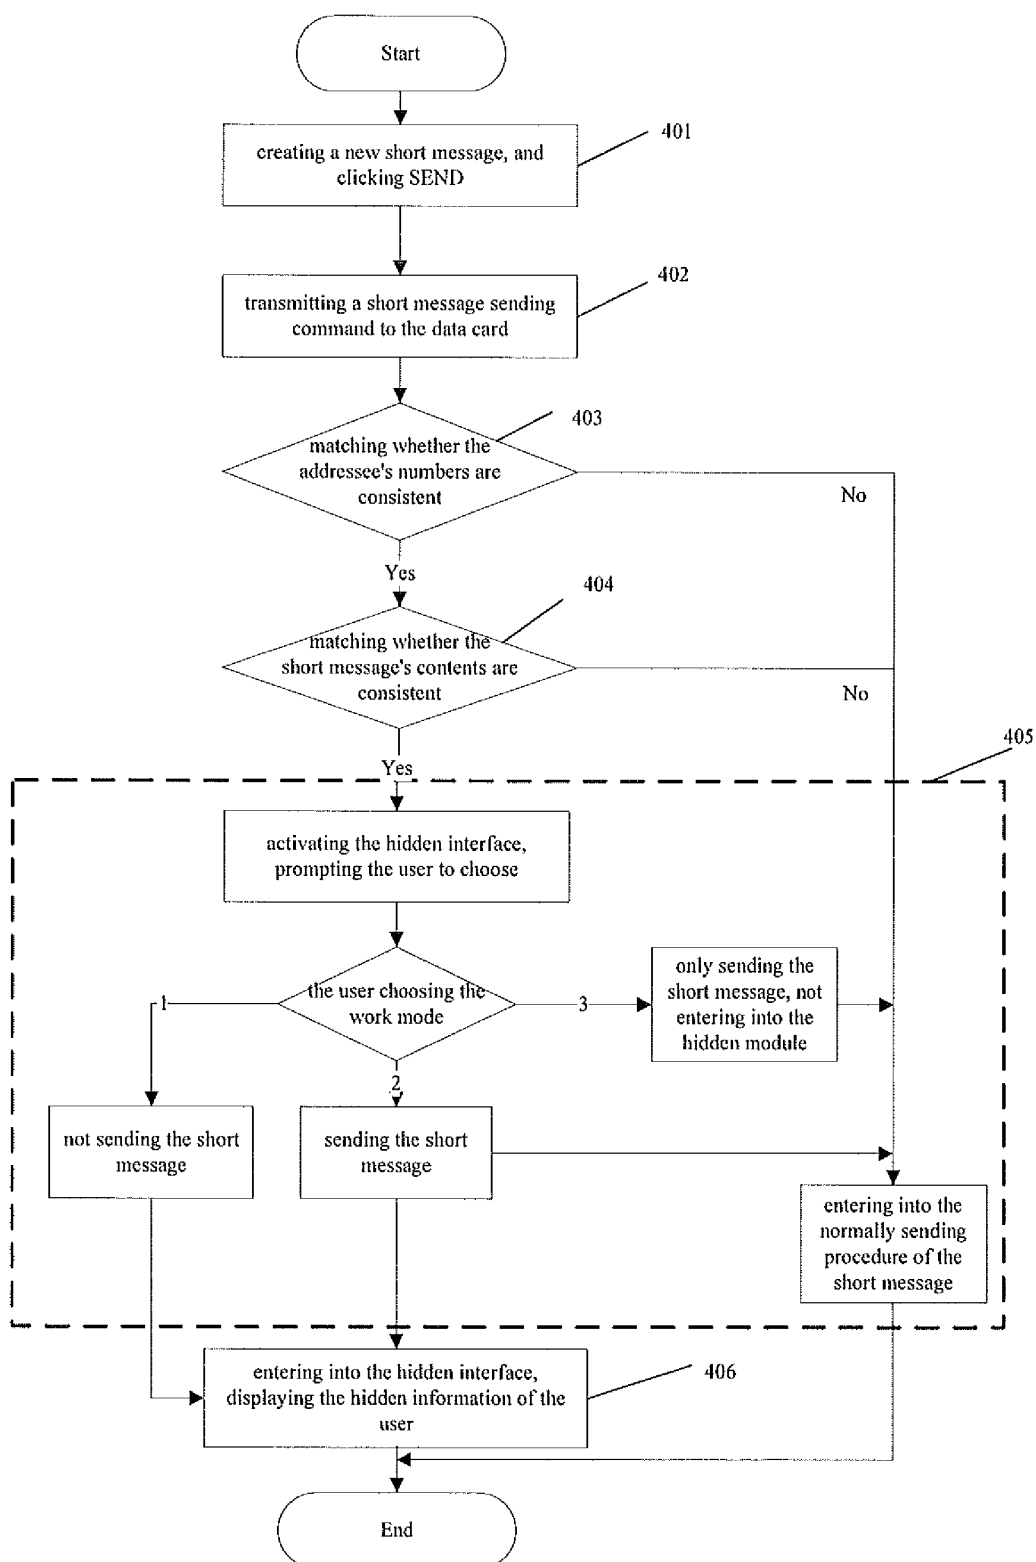 Start
401
creating a new short message, and
clicking SEND
402
transmitting a short message sending
command to the data card
403
matching whether the
addressee's numbers are
consistent
No
Yes
404
matching whether the
short message's contents are
consistent
No
Yes
405
activating the hidden interface,
prompting the user to choose
the user choosing the
work mode
1
2
3
only sending the
short message, not
entering into the
hidden module
not sending the short
message
sending the short
message
entering into the
normally sending
procedure of the
short message
entering into the hidden interface,
displaying the hidden information of the
user
406
End